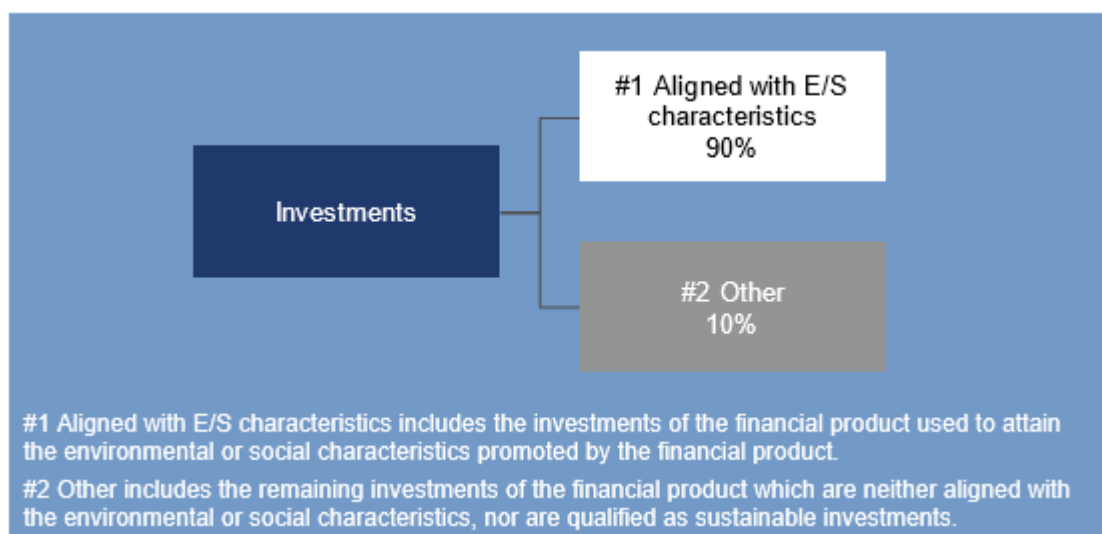 #1 Aligned with E/S
characteristics
90%
Investments
#2 Other
10%
#1 Aligned with E/S characteristics includes the investments of the financial product used to attain
the environmental or social characteristics promoted by the financial product.
#2 Other includes the remaining investments of the financial product which are neither aligned with
the environmental or social characteristics, nor are qualified as sustainable investments.